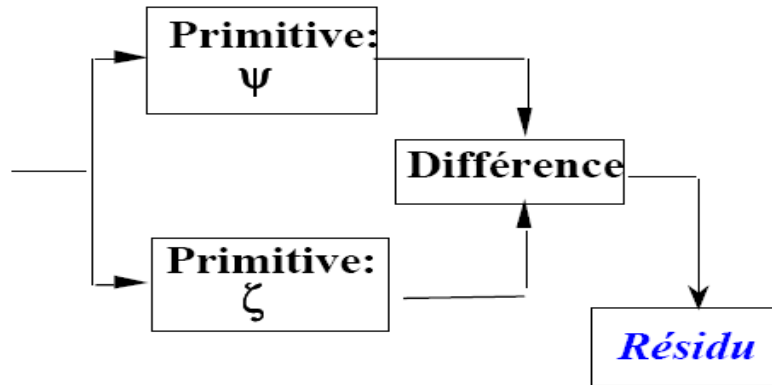 Primitive:
ψ
Différence
Primitive:
ζ
Résidu